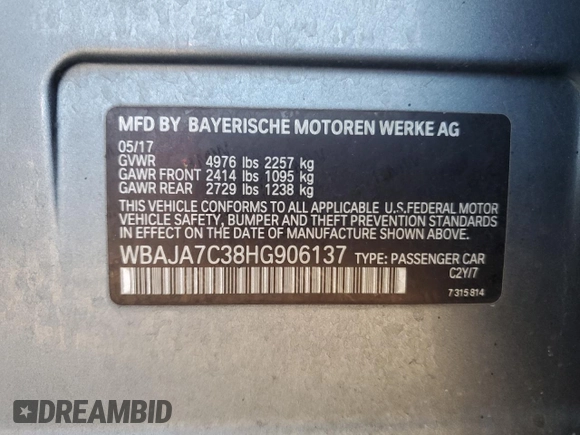 MFD BY BAYERISCHE MOTOREN WERKE AG
05/17
GVWR 4976 lbs 2257 kg
GAWR FRONT 2414 lbs 1095 kg
GAWR REAR 2729 lbs 1238 kg
THIS VEHICLE CONFORMS TO ALL APPLICABLE U.S.FEDERAL MOTOR
VEHICLE SAFETY, BUMPER AND THEFT PREVENTION STANDARDS
IN EFFECT ON THE DATE OF MANUFACTURE SHOWN ABOVE.
WBAJA7C38HG906137 TYPE: PASSENGER CAR
C2Y/7
7 315 814
DREAMBID